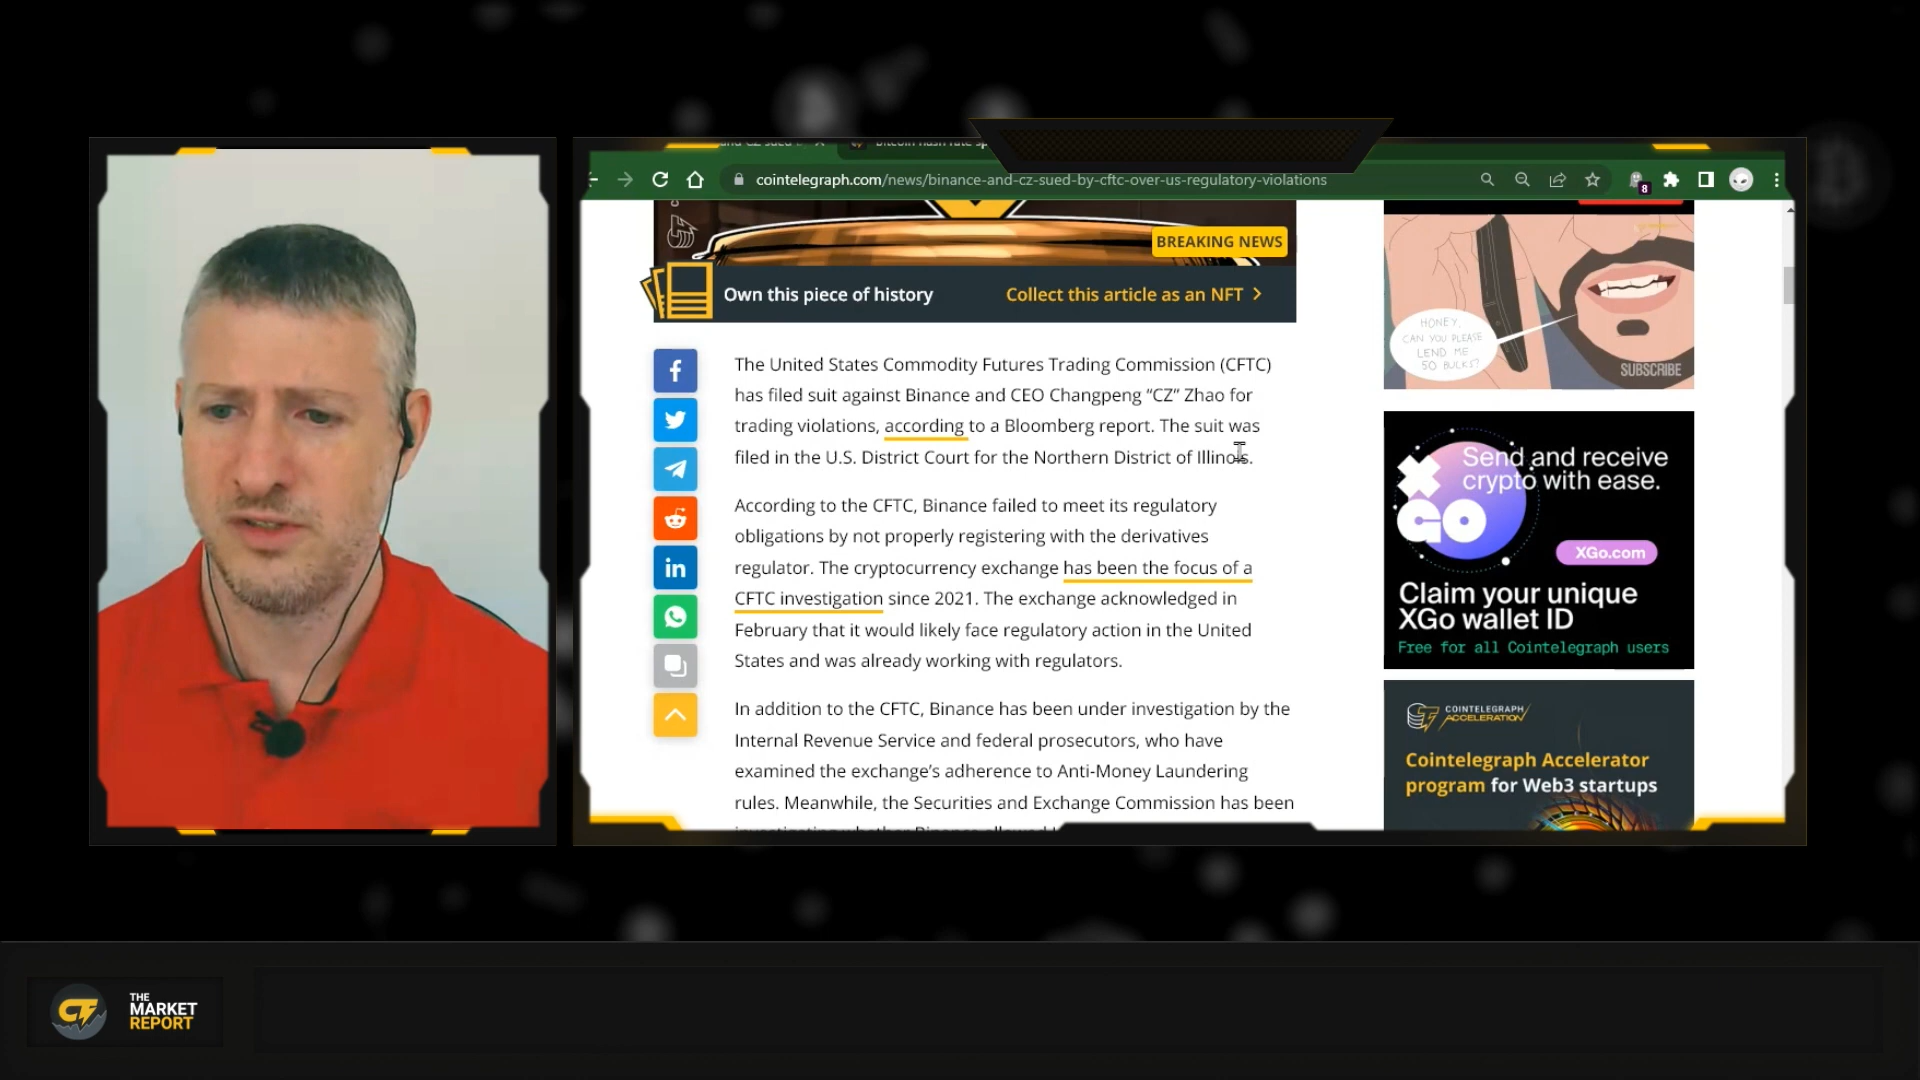 cointelegraph.com/news/binance-and-cz-sued-by-cftc-over-us-regulatory-violations
8
BREAKING NEWS
Own this piece of history
Collect this article as an NFT >
The United States Commodity Futures Trading Commission (CFTC)
has filed suit against Binance and CEO Changpeng “CZ” Zhao for
trading violations, according to a Bloomberg report. The suit was
filed in the U.S. District Court for the Northern District of Illinois.
According to the CFTC, Binance failed to meet its regulatory
obligations by not properly registering with the derivatives
regulator. The cryptocurrency exchange has been the focus of a
CFTC investigation since 2021. The exchange acknowledged in
February that it would likely face regulatory action in the United
States and was already working with regulators.
In addition to the CFTC, Binance has been under investigation by the
Internal Revenue Service and federal prosecutors, who have
examined the exchange’s adherence to Anti-Money Laundering
rules. Meanwhile, the Securities and Exchange Commission has been
HONEY,
CAN YOU PLEASE
LEND ME
50 BUCKS?
SUBSCRIBE
XGO
Send and receive
crypto with ease.
XGo.com
Claim your unique
XGo wallet ID
Free for all Cointelegraph users
COINTELEGRAPH
ACCELERATION
Cointelegraph Accelerator
program for Web3 startups
THE
MARKET
REPORT